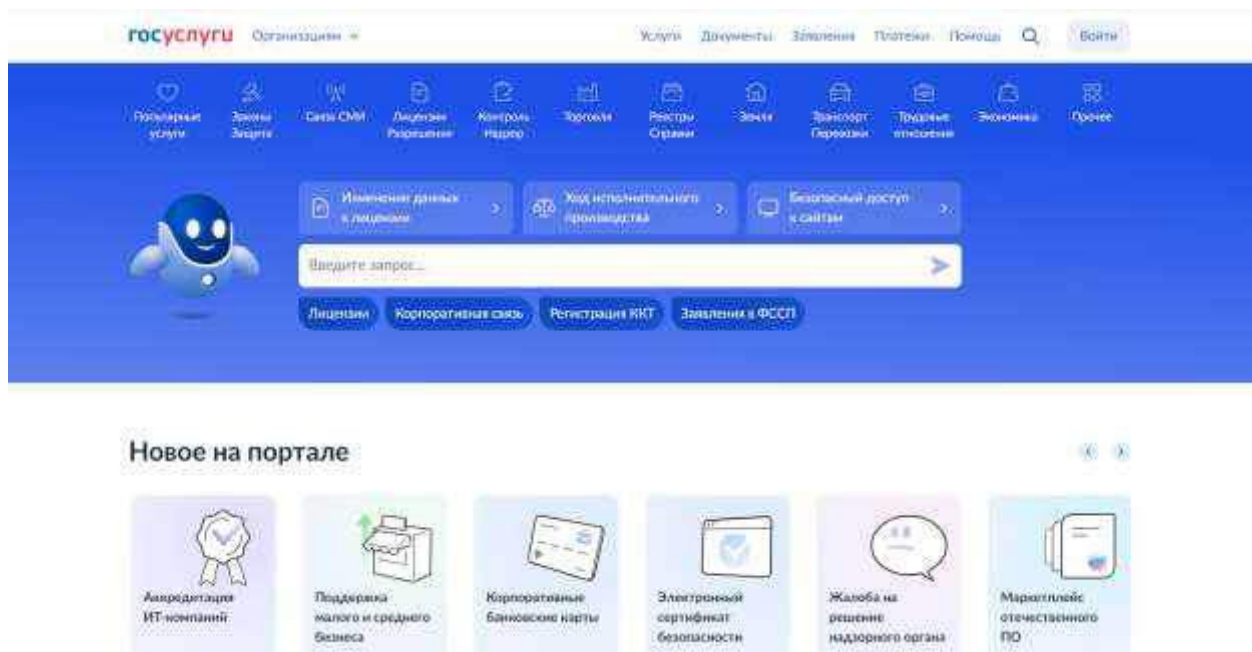 госуслуги Организациям
Услуги Документы Заявления Платежи Помощь Войти
Популярные услуги
Законы Защита
Связь СМИ
Лицензии Разрешения
Контроль Надзор
Торговля
Реестры Справки
Земля
Транспорт Перевозки
Трудовые отношения
Экономика
Прочее
Изменение данных
в лицензии
Ход исполнительного
производства
Безопасный доступ
к сайтам
Введите запрос...
Лицензии Корпоративная связь Регистрация ККТ Заявления в ФССП
Новое на портале
Аккредитация
ИТ-компаний
Поддержка
малого и среднего
бизнеса
Корпоративные
банковские карты
Электронный
сертификат
безопасности
Жалоба на
решение
надзорного органа
Маркетплейс
отечественного
ПО